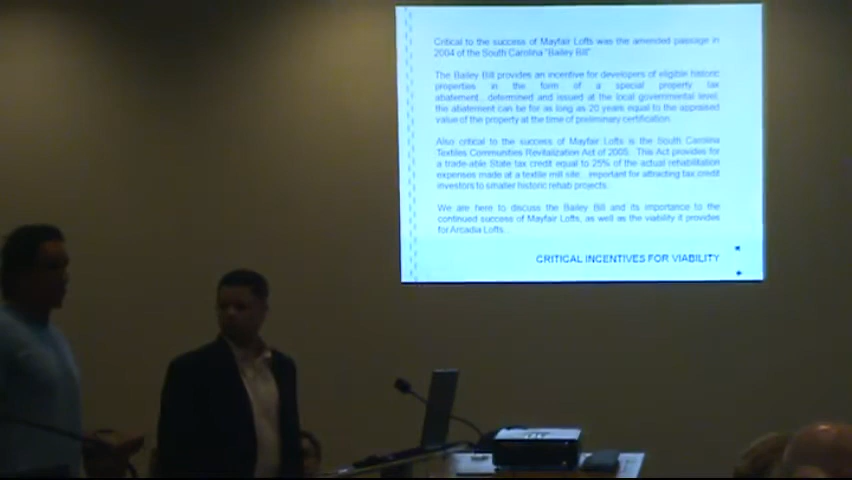 Critical to the success of Mayfair Lofts was the amended passage in
2004 of the South Carolina "Bailey Bill"
The Bailey Bill provides an incentive for developers of eligible historic
properties in the form of a special property tax
abatement...determined and issued at the local governmental level,
the abatement can be for as long as 20 years equal to the appraised
value of the property at the time of preliminary certification.
Also critical to the success of Mayfair Lofts is the South Carolina
Textiles Communities Revitalization Act of 2005. This Act provides for
a trade-able State tax credit equal to 25% of the actual rehabilitation
expenses made at a textile mill site...important for attracting tax credit
investors to smaller historic rehab projects.
We are here to discuss the Bailey Bill and its importance to the
continued success of Mayfair Lofts, as well as the viability it provides
for Arcadia Lofts...
CRITICAL INCENTIVES FOR VIABILITY